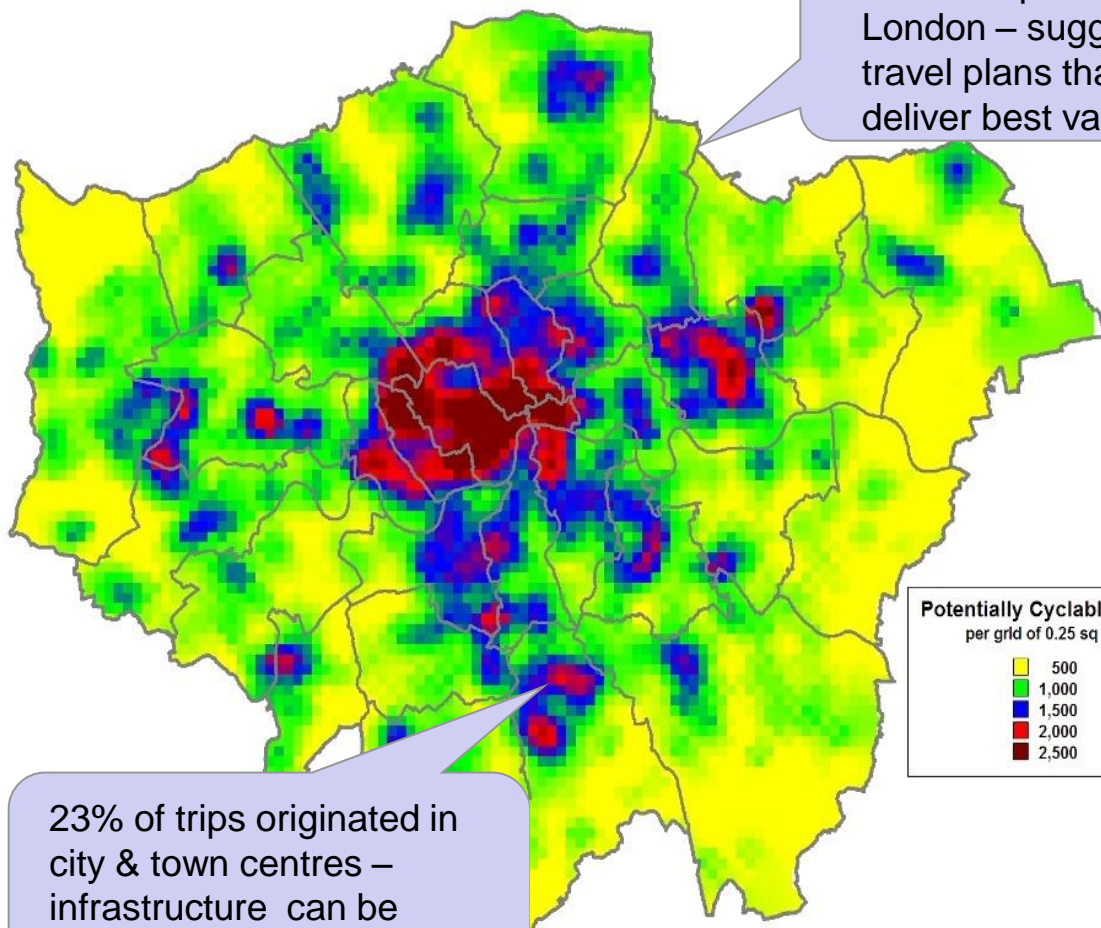 London – sugg
travel plans tha
deliver best va
Potentially Cyclabl
per grid of 0.25 sq
500
1,000
1,500
2,000
2,500
23% of trips originated in
city & town centres –
infrastructure can be